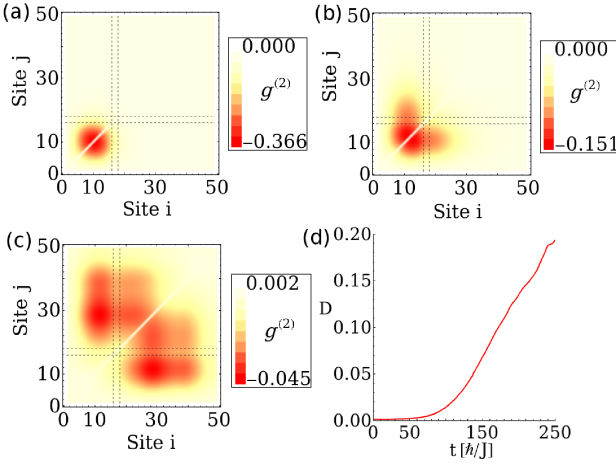 (a)
50
30
10
0
Site j
0 10 30 50
Site i
0.000
g⁽²⁾
−0.366
(b)
50
30
10
0
Site j
0 10 30 50
Site i
0.000
g⁽²⁾
−0.151
(c)
50
30
10
0
Site j
0 10 30 50
Site i
0.002
g⁽²⁾
−0.045
(d)
0.20
0.15
0.10
0.05
0.00
D
0 50 150 250
t [ℏ/J]